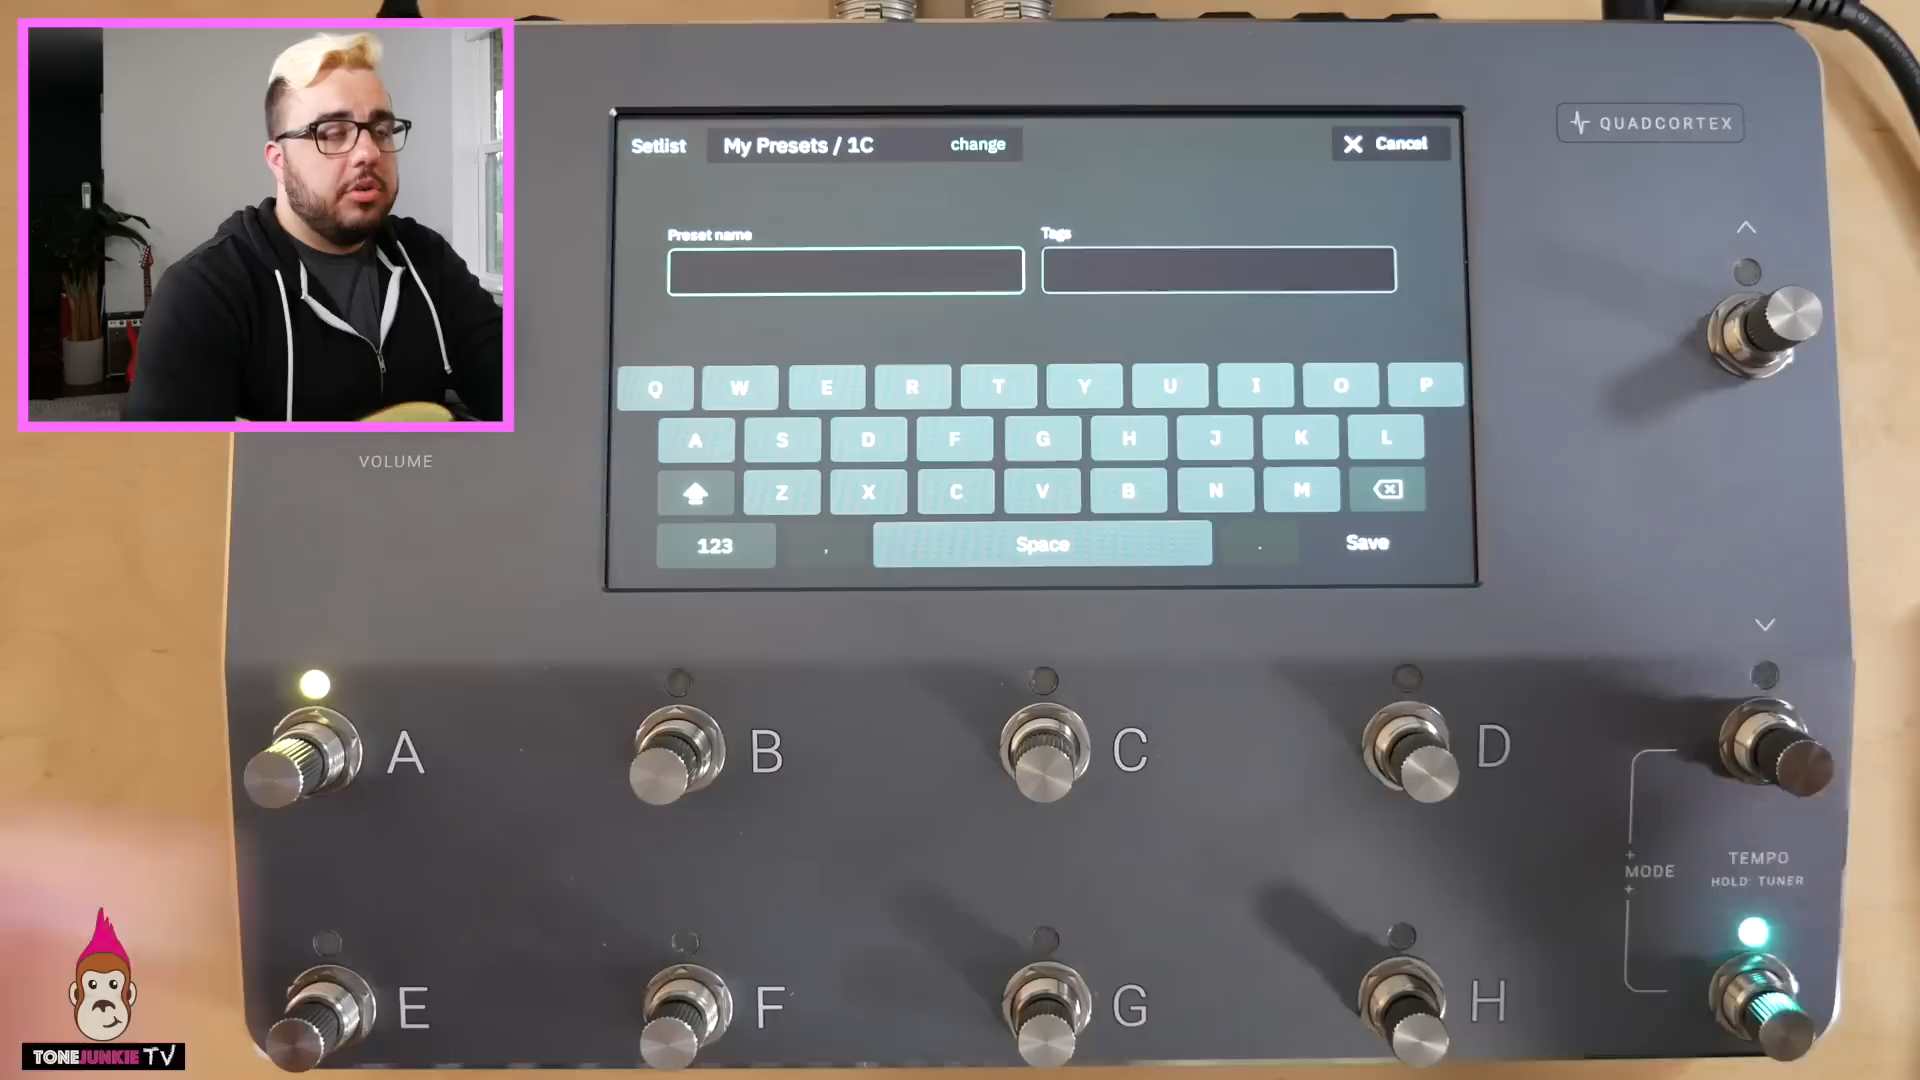 QUADCORTEX
Setlist My Presets / 1C change Cancel
Preset name Tags
Q W E R T Y U I O P
A S D F G H J K L
Z X C V B N M
123 , Space . Save
VOLUME
A B C D
MODE
TEMPO
HOLD: TUNER
E F G H
TONEJUNKIE TV